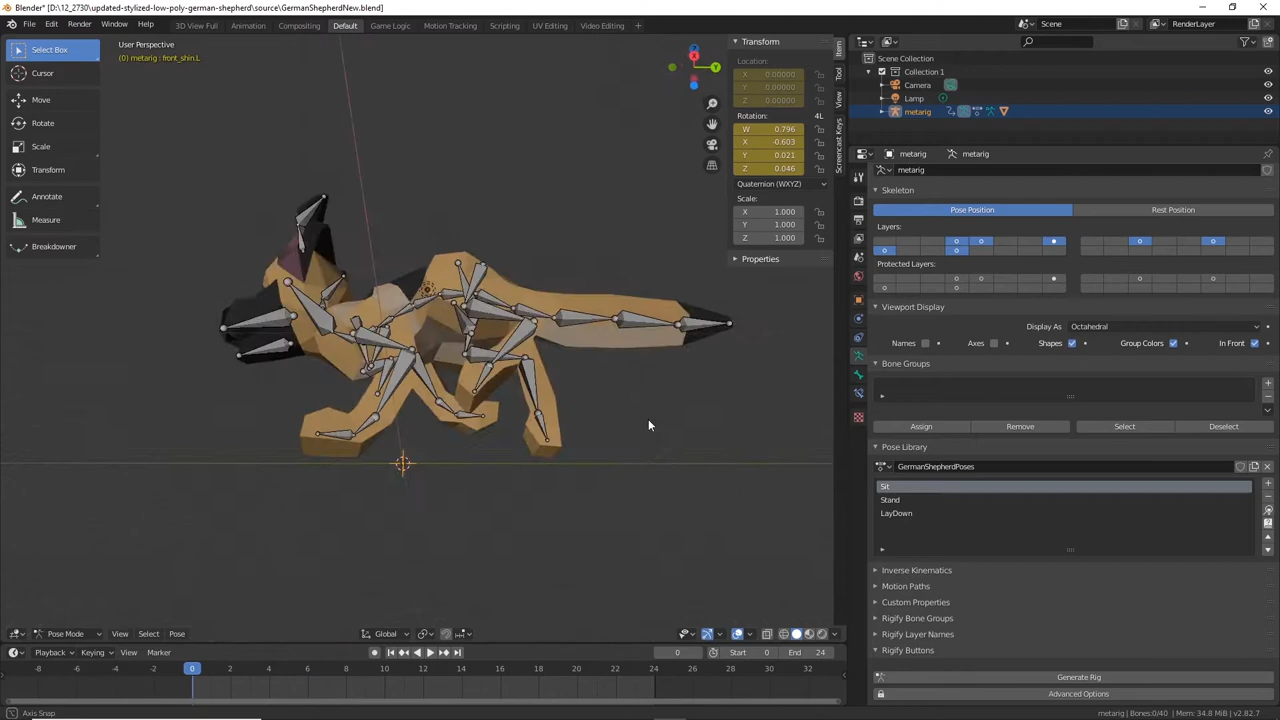 Blender* [D:\12_2730\updated-stylized-low-poly-german-shepherd\source\GermanShepherdNew.blend]
File Edit Render Window Help 3D View Full Animation Compositing Default Game Logic Motion Tracking Scripting UV Editing Video Editing + Scene RenderLayer
Select Box
Cursor
Move
Rotate
Scale
Transform
Annotate
Measure
Breakdowner
User Perspective
(0) metarig : front_shin.L
Z
X
Y
Transform
Location:
X 0.00000
Y 0.00000
Z 0.00000
Rotation: 4L
W 0.796
X -0.603
Y 0.021
Z 0.046
Quaternion (WXYZ)
Scale:
X 1.000
Y 1.000
Z 1.000
Properties
Item
Tool
View
Screencast Keys
Scene Collection
Collection 1
Camera
Lamp
metarig
metarig metarig
metarig
Skeleton
Pose Position Rest Position
Layers:
Protected Layers:
Viewport Display
Display As Octahedral
Names Axes Shapes Group Colors In Front
Bone Groups
Assign Remove Select Deselect
Pose Library
GermanShepherdPoses
Sit
Stand
LayDown
Inverse Kinematics
Motion Paths
Custom Properties
Rigify Bone Groups
Rigify Layer Names
Rigify Buttons
Generate Rig
Advanced Options
Pose Mode View Select Pose Global
Playback Keying View Marker 0 Start 0 End 24
-8 -6 -4 -2 0 2 4 6 8 10 12 14 16 18 20 22 24 26 28 30 32
Axis Snap metarig | Bones:0/40 | Mem: 34.8 MiB | v2.82.7